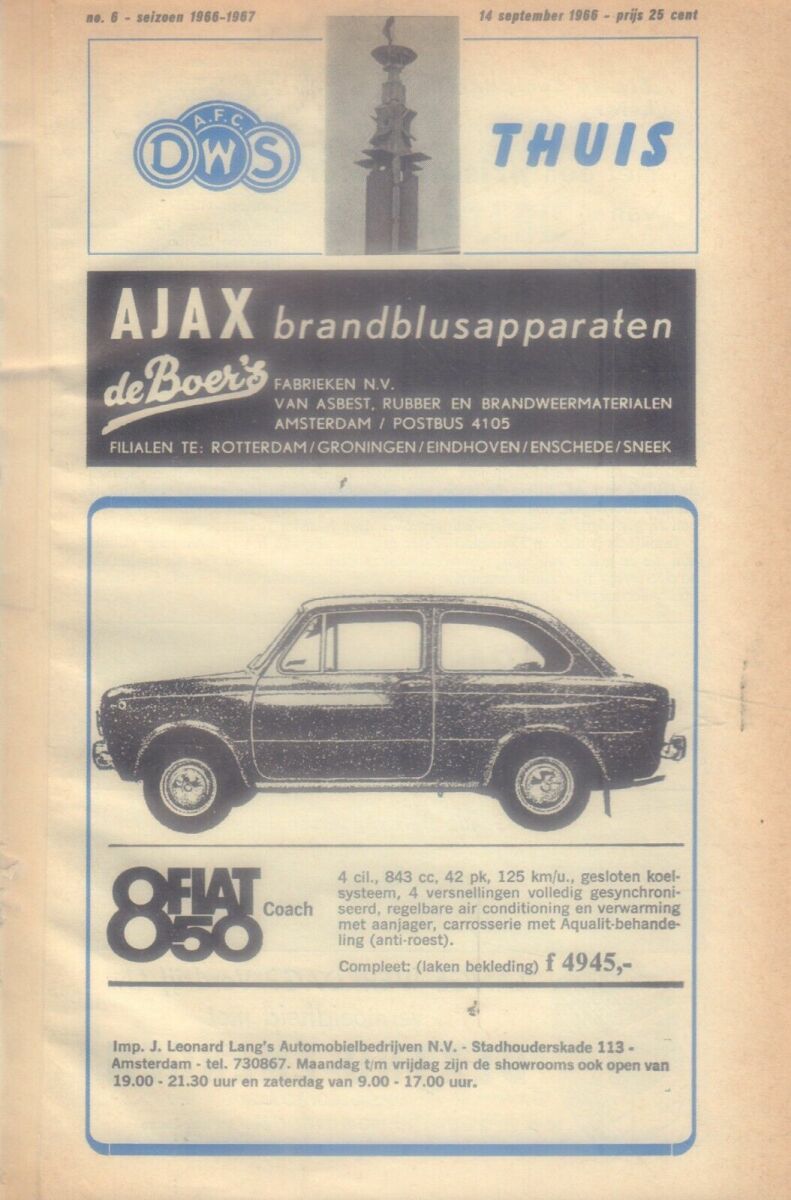 no. 6 - seizoen 1966-1967
14 september 1966 - prijs 25 cent
A.F.C.
DWS
THUIS
AJAX brandblusapparaten
de Boer's
FABRIEKEN N.V.
VAN ASBEST, RUBBER EN BRANDWEERMATERIALEN
AMSTERDAM / POSTBUS 4105
FILIALEN TE: ROTTERDAM/GRONINGEN/EINDHOVEN/ENSCHEDE/SNEEK
FIAT
850
Coach
4 cil., 843 cc, 42 pk, 125 km/u., gesloten koel-
systeem, 4 versnellingen volledig gesynchroni-
seerd, regelbare air conditioning en verwarming
met aanjager, carrosserie met Aqualit-behande-
ling (anti-roest).
Compleet: (laken bekleding) f 4945,-
Imp. J. Leonard Lang's Automobielbedrijven N.V. - Stadhouderskade 113 -
Amsterdam - tel. 730867. Maandag t/m vrijdag zijn de showrooms ook open van
19.00 - 21.30 uur en zaterdag van 9.00 - 17.00 uur.